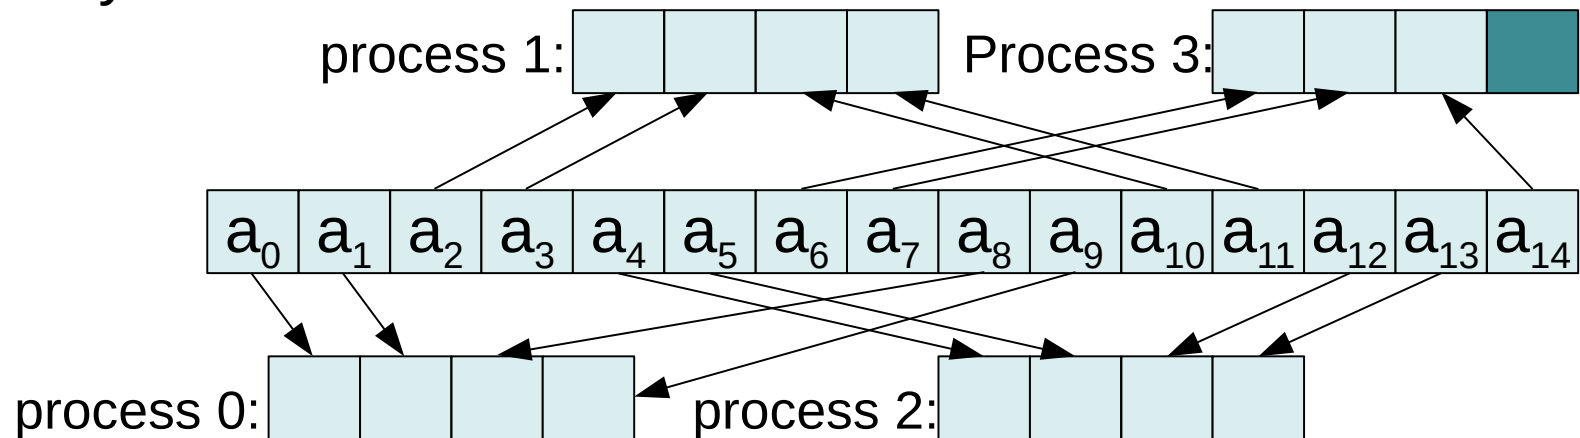 process 1:
Process 3:
a0 a1 a2 a3 a4 a5 a6 a7 a8 a9 a10 a11 a12 a13 a14
process 0:
process 2: